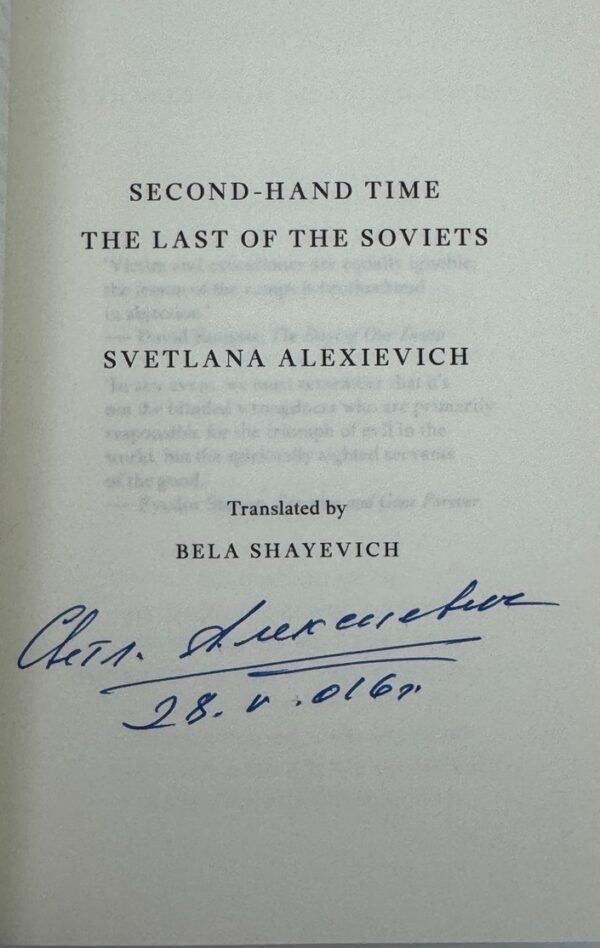 SECOND-HAND TIME
THE LAST OF THE SOVIETS
SVETLANA ALEXIEVICH
Translated by
BELA SHAYEVICH
Светл. Алексиевич
28. V. 016г.